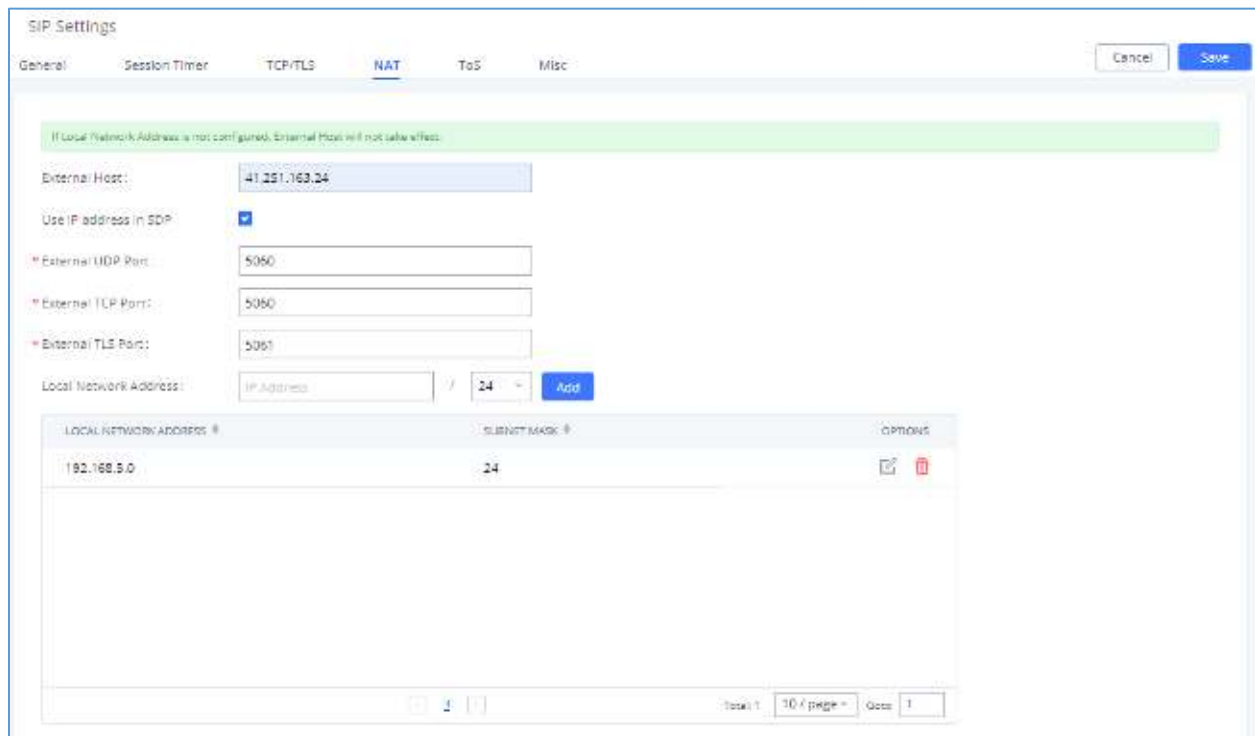 SIP Settings
General Session Timer TCP/TLS NAT ToS Misc Cancel Save
If Local Network Address is not configured, External Host will not take effect.
External Host: 41.251.163.24
Use IP address in SDP
* External UDP Port: 5060
* External TCP Port: 5060
* External TLS Port: 5061
Local Network Address: IP Address / 24 Add
LOCAL NETWORK ADDRESS SUBNET MASK OPTIONS
192.168.5.0 24
1 Total: 1 10 / page Goto 1